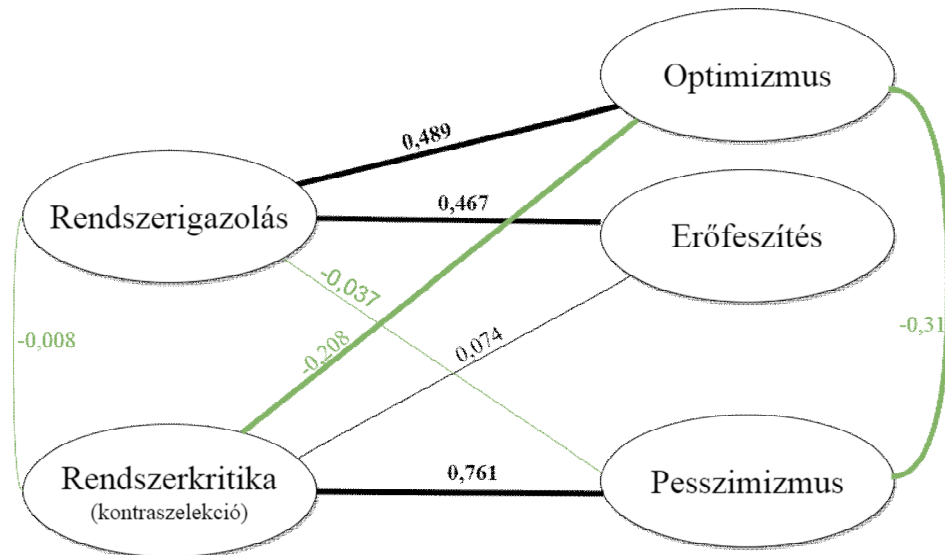 Optimizmus
0,489
Rendszerigazolás
0,467
Erőfeszítés
-0,037
-0,008
-0,208
0,074
-0,31
Rendszerkritika
(kontraszelekció)
0,761
Pesszimizmus